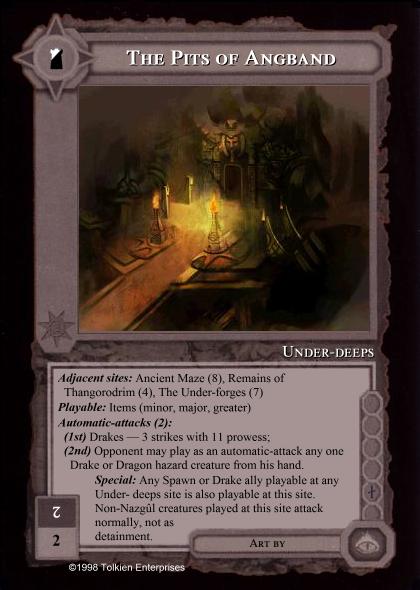 The Pits of Angband
Under-deeps
Adjacent sites: Ancient Maze (8), Remains of
Thangorodrim (4), The Under-forges (7)
Playable: Items (minor, major, greater)
Automatic-attacks (2):
(1st) Drakes — 3 strikes with 11 prowess;
(2nd) Opponent may play as an automatic-attack any one
Drake or Dragon hazard creature from his hand.
Special: Any Spawn or Drake ally playable at any
Under- deeps site is also playable at this site.
Non-Nazgûl creatures played at this site attack
normally, not as
detainment.
2
2
Art by
©1998 Tolkien Enterprises